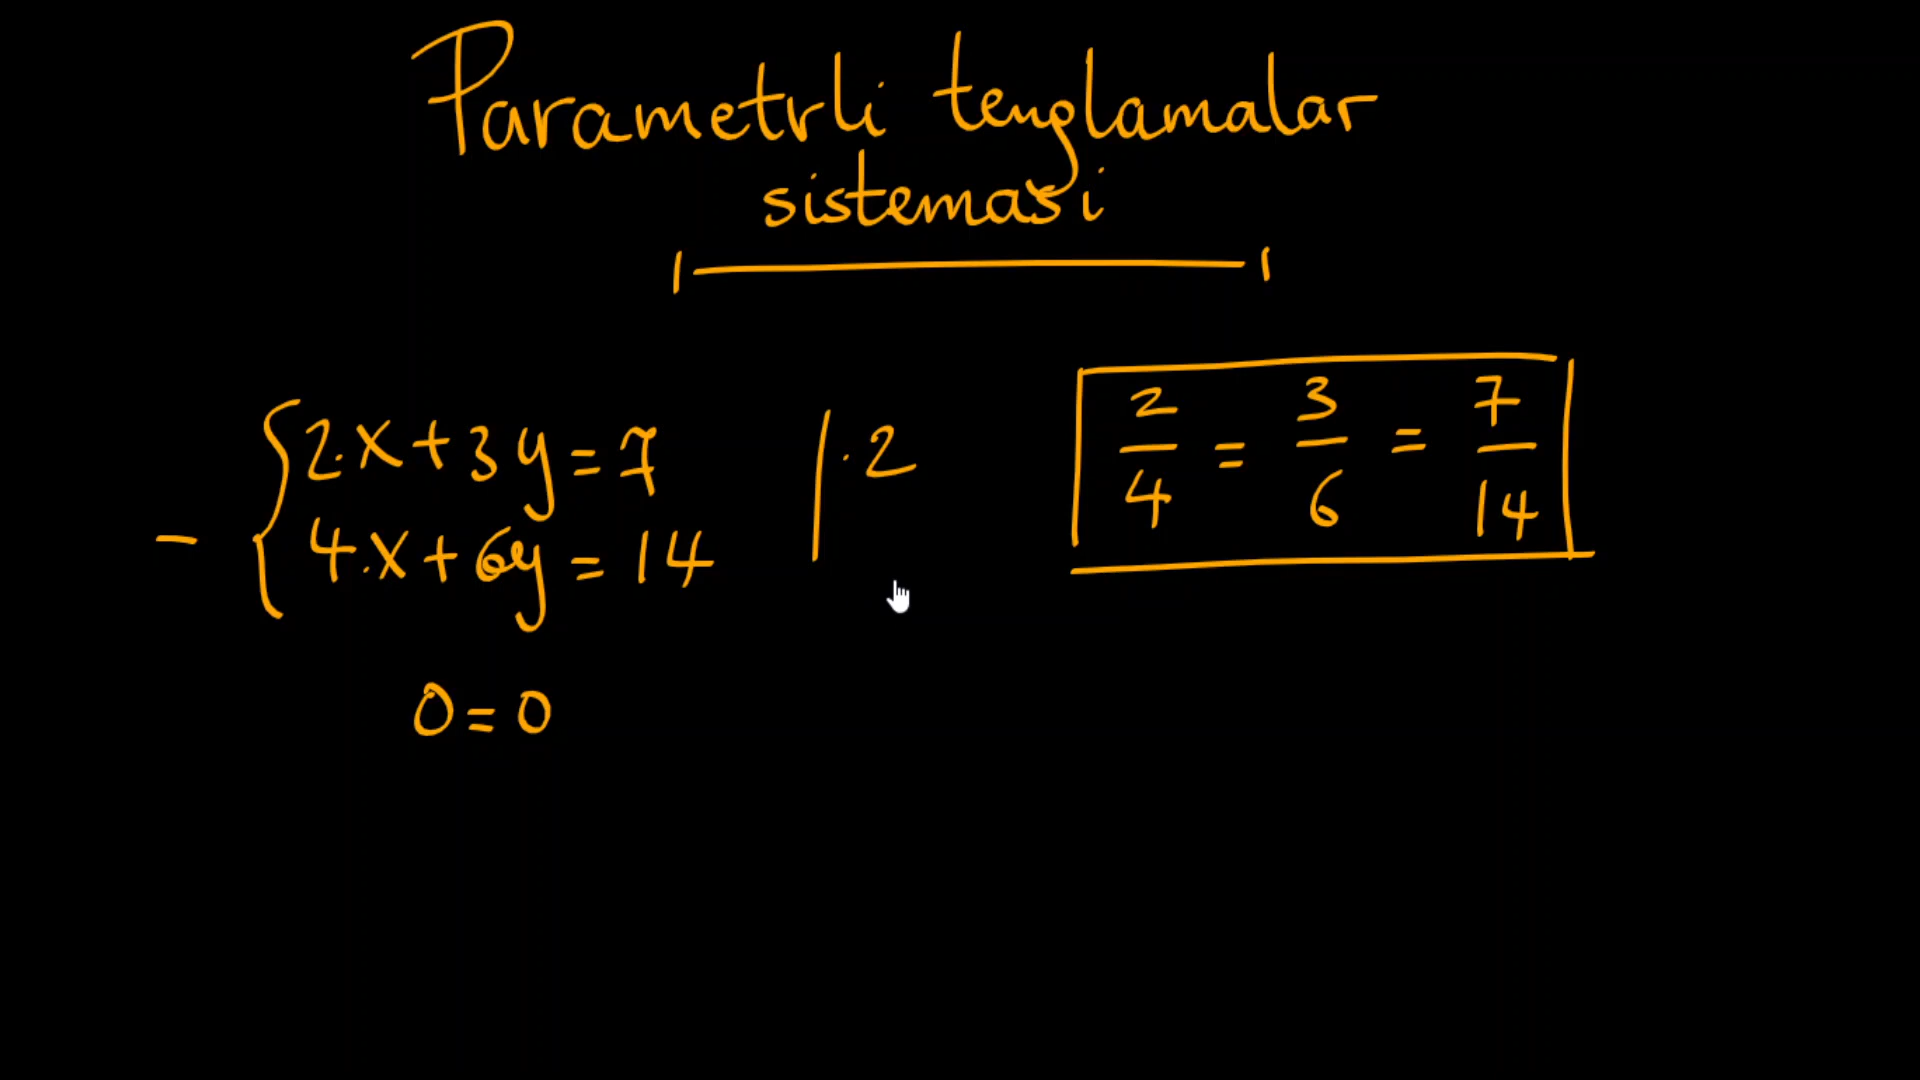 Parametrli tenglamalar
sistemasi
2·x+3y=7 |·2
- { 4·x+6y=14
2/4 = 3/6 = 7/14
0=0